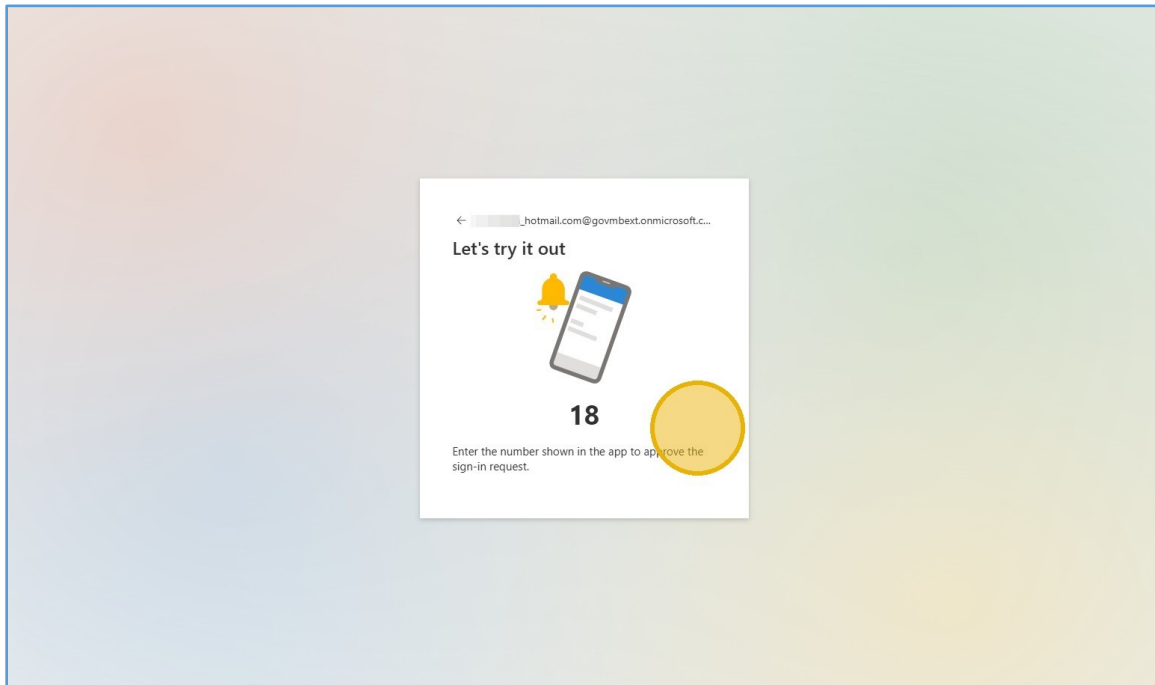 _hotmail.com@govmbext.onmicrosoft.c...
Let's try it out
18
Enter the number shown in the app to approve the
sign-in request.